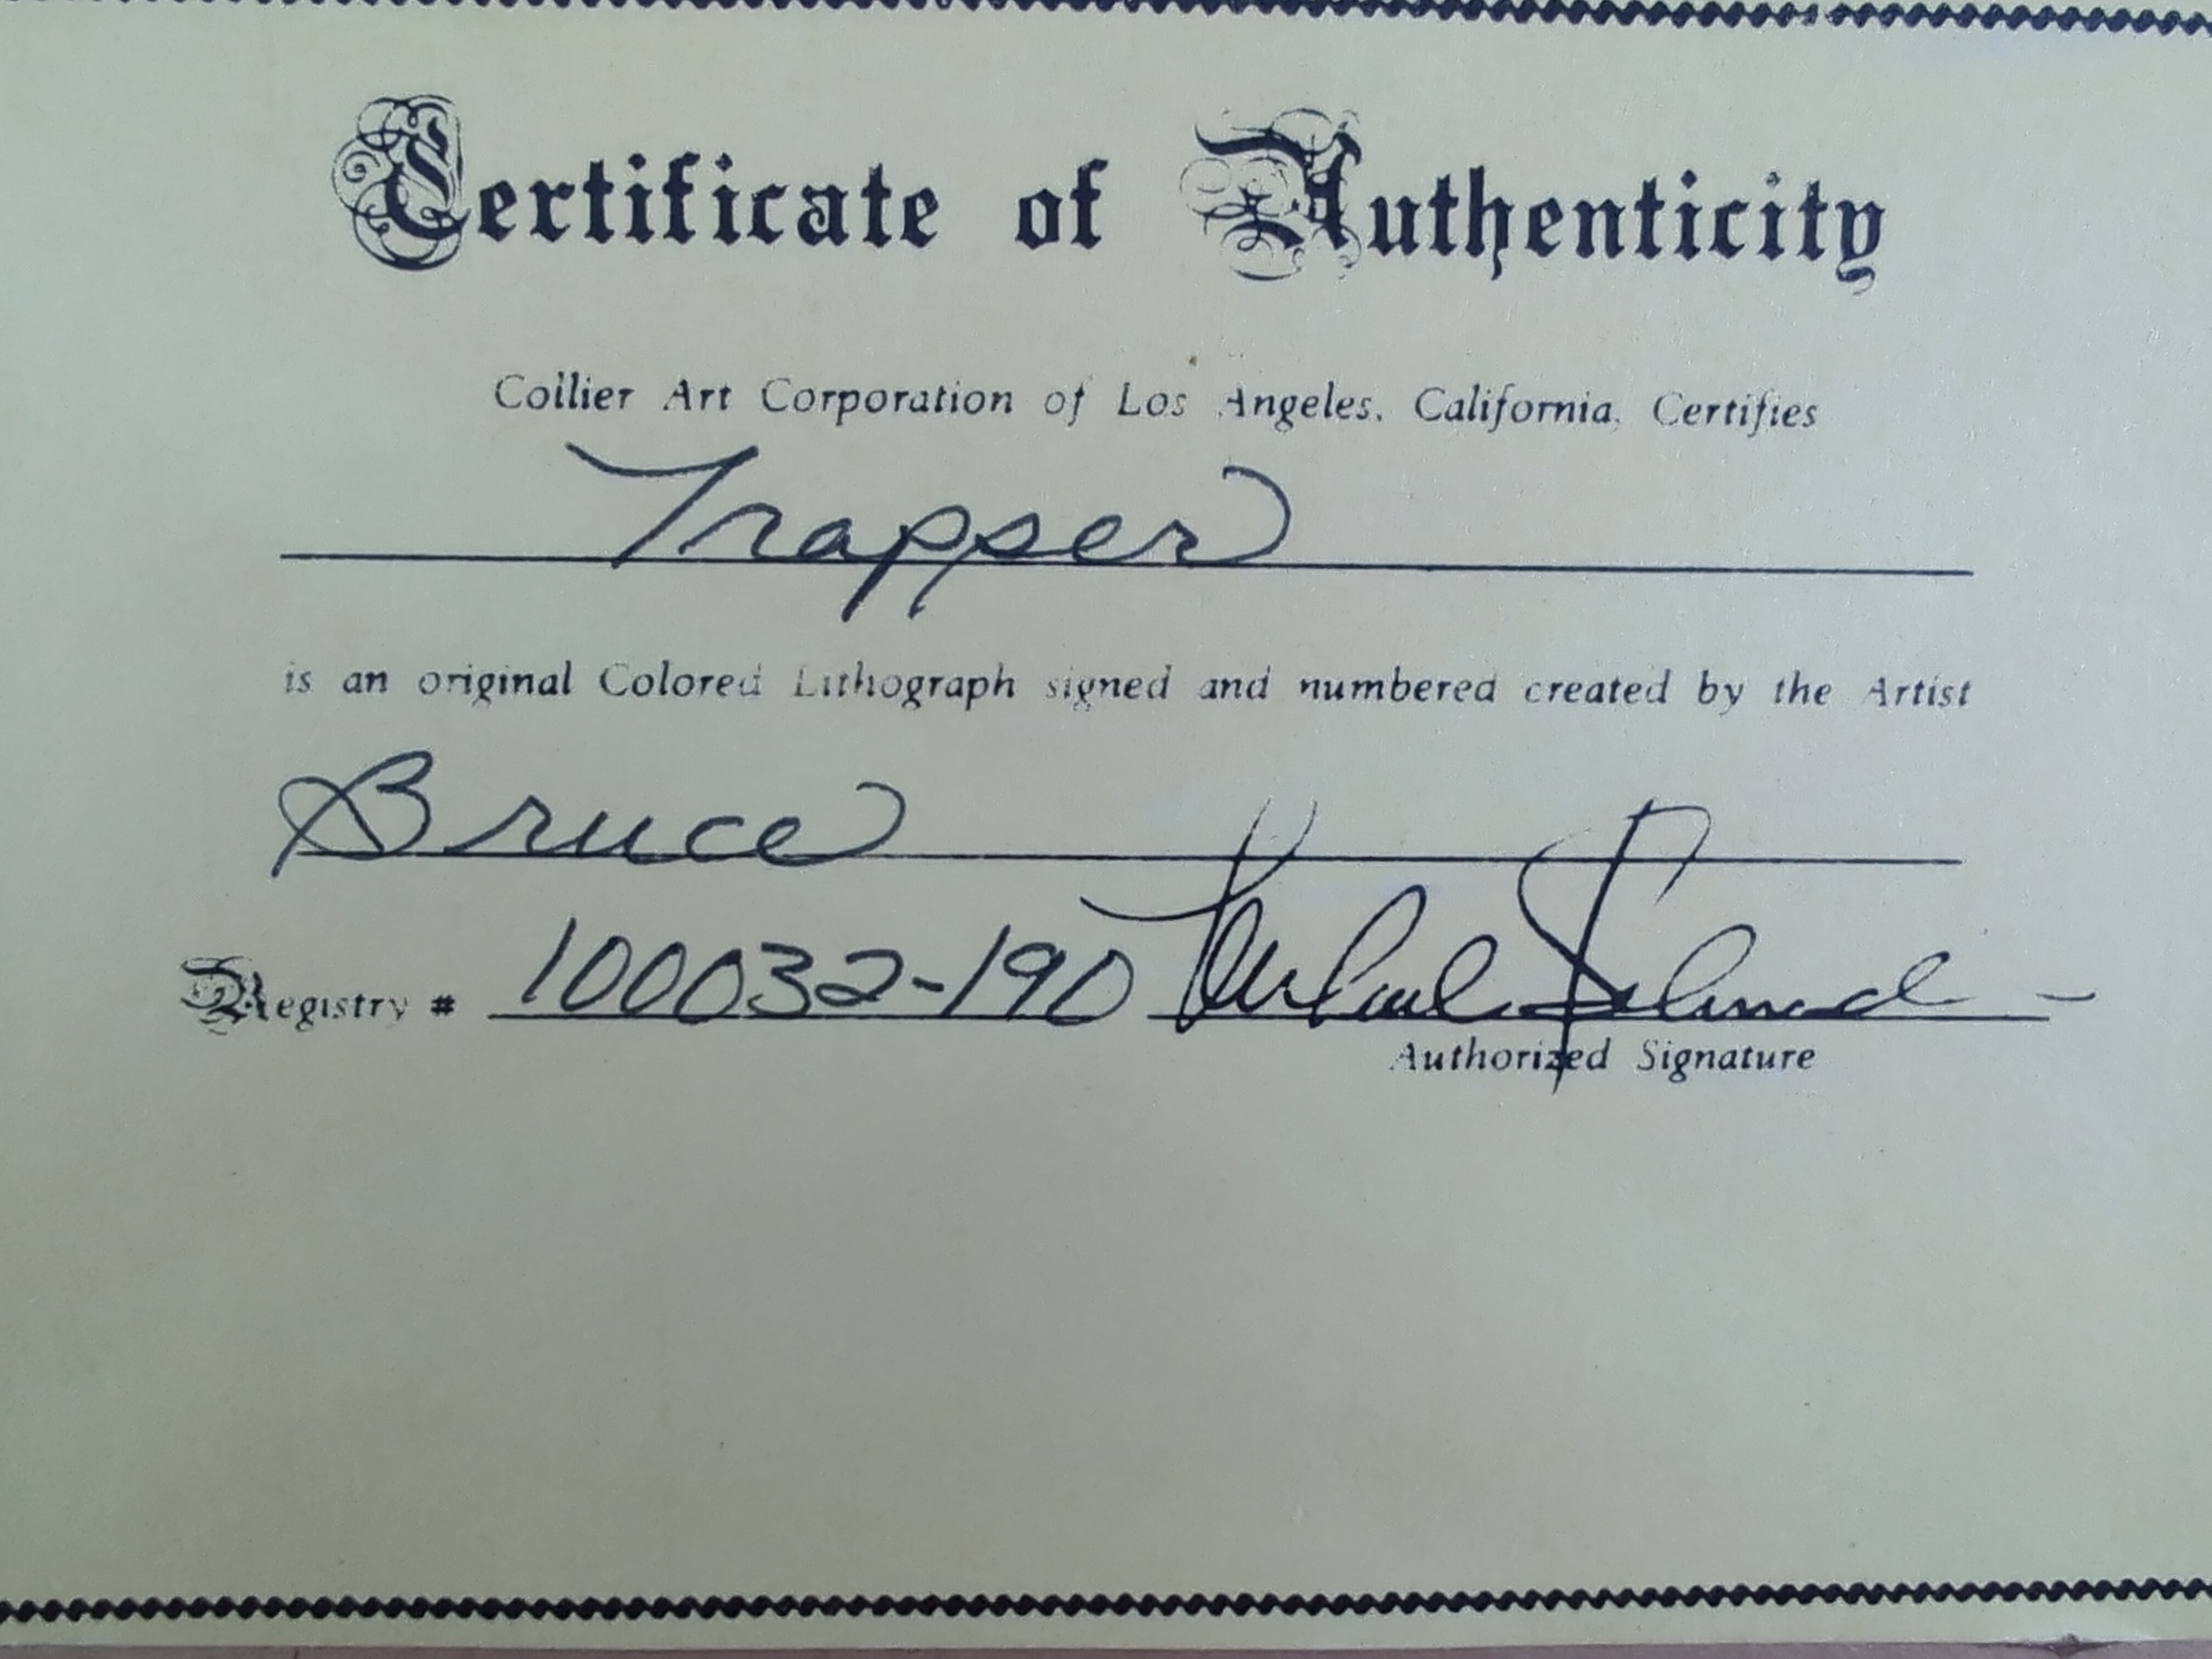 Certificate of Authenticity
Collier Art Corporation of Los Angeles, California, Certifies
Trapper
is an original Colored Lithograph signed and numbered created by the Artist
Bruce
Registry # 100032-190
Authorized Signature